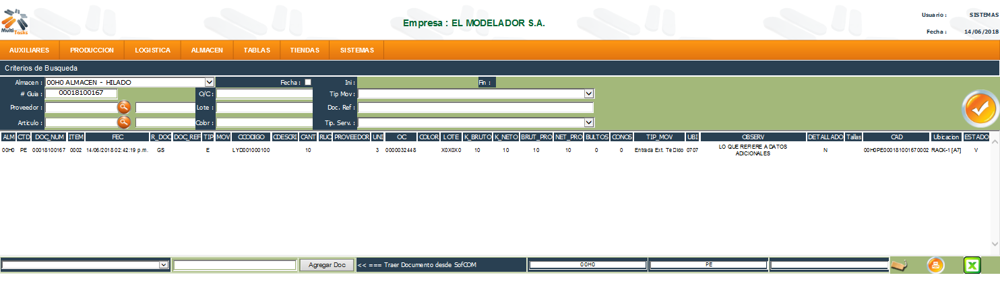 Multi Tasks
Empresa : EL MODELADOR S.A.
Usuario : SISTEMAS
Fecha : 14/06/2018
AUXILIARES PRODUCCION LOGISTICA ALMACEN TABLAS TIENDAS SISTEMAS
Criterios de Busqueda
Almacen : 00H0 ALMACEN - HILADO Fecha : Ini : Fin :
# Guia : 00018100167 O/C : Tip Mov :
Proveedor : Lote : Doc. Ref :
Articulo : Color : Tip. Serv. :
ALM CTD DOC_NUM ITEM FEC R_DOC DOC_REF TIP MOV CCODIGO CDESCRI CANT RUC PROVEEDOR UNI OC COLOR LOTE K_BRUTO K_NETO BRUT_PRO NET_PRO BULTOS CONOS TIP_MOV UBI OBSERV DETALLADO Tallas CAD Ubicacion ESTADO
00H0 PE 00018100167 0002 14/06/2018 02:42:19 p.m. GS E LYD001000100 10 3 0000032448 X0X0X0 10 10 10 10 0 0 Entrada Ext. Teñido 0707 LO QUE REFIERE A DATOS ADICIONALES N 00H0PE000181001670002 RACK-1 [A7] V
Agregar Doc << === Traer Documento desde SofCOM 00H0 PE